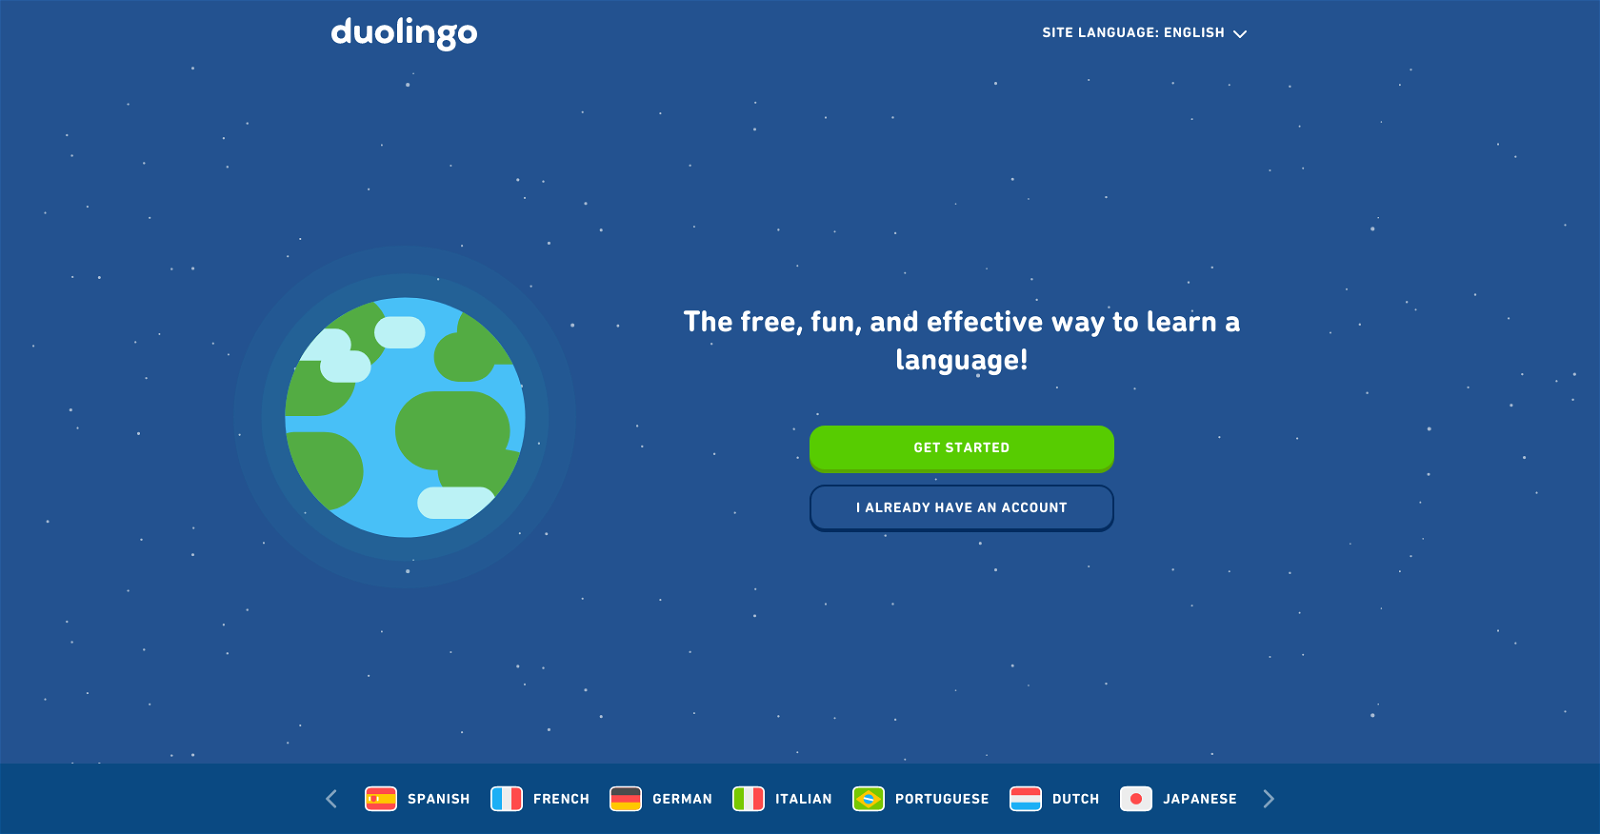 duolingo
SITE LANGUAGE: ENGLISH
The free, fun, and effective way to learn a
language!
GET STARTED
I ALREADY HAVE AN ACCOUNT
SPANISH FRENCH GERMAN ITALIAN PORTUGUESE DUTCH JAPANESE